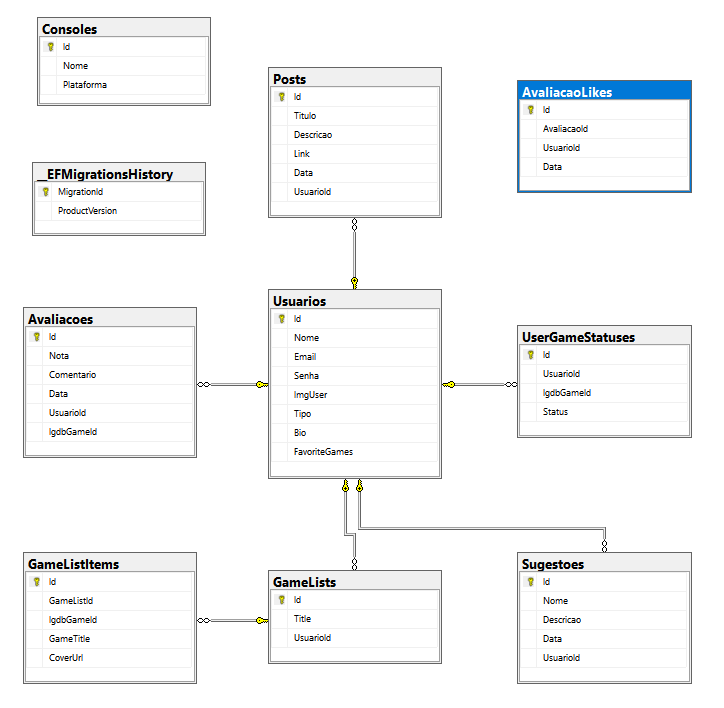 Consoles
Id
Nome
Plataforma
__EFMigrationsHistory
MigrationId
ProductVersion
Posts
Id
Titulo
Descricao
Link
Data
UsuarioId
AvaliacaoLikes
Id
AvaliacaoId
UsuarioId
Data
Avaliacoes
Id
Nota
Comentario
Data
UsuarioId
IgdbGameId
Usuarios
Id
Nome
Email
Senha
ImgUser
Tipo
Bio
FavoriteGames
UserGameStatuses
Id
UsuarioId
IgdbGameId
Status
GameListItems
Id
GameListId
IgdbGameId
GameTitle
CoverUrl
GameLists
Id
Title
UsuarioId
Sugestoes
Id
Nome
Descricao
Data
UsuarioId